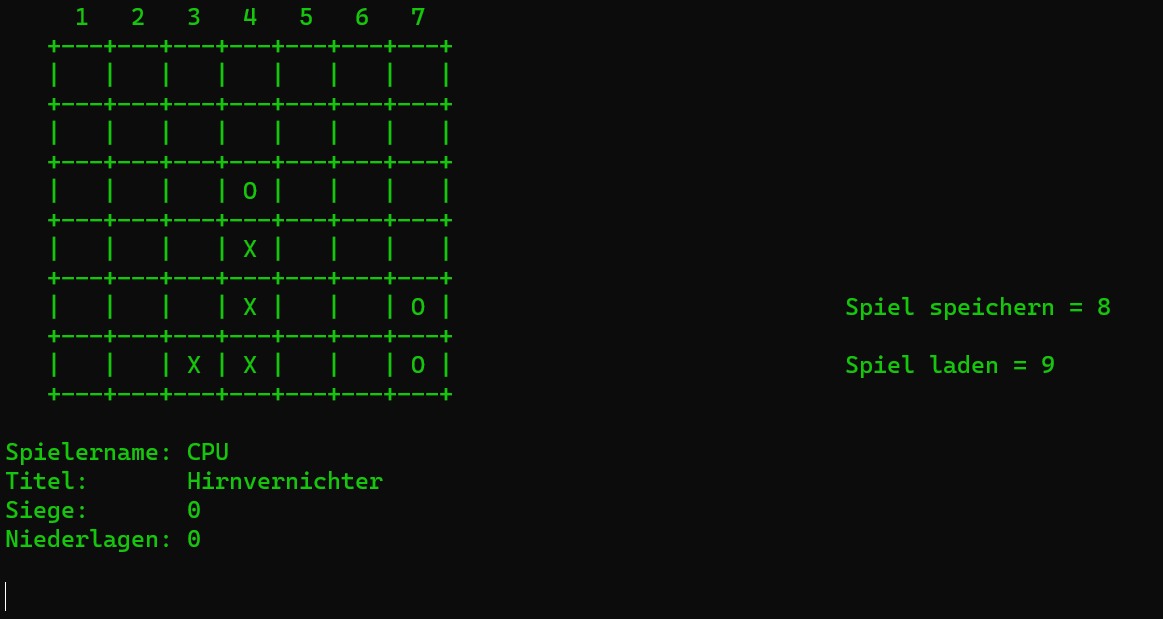 1 2 3 4 5 6 7
+---+---+---+---+---+---+---+
|   |   |   |   |   |   |   |
+---+---+---+---+---+---+---+
|   |   |   |   |   |   |   |
+---+---+---+---+---+---+---+
|   |   |   | O |   |   |   |
+---+---+---+---+---+---+---+
|   |   |   | X |   |   |   |
+---+---+---+---+---+---+---+
|   |   |   | X |   |   | O | Spiel speichern = 8
+---+---+---+---+---+---+---+
|   |   | X | X |   |   | O | Spiel laden = 9
+---+---+---+---+---+---+---+
Spielername: CPU
Titel: Hirnvernichter
Siege: 0
Niederlagen: 0